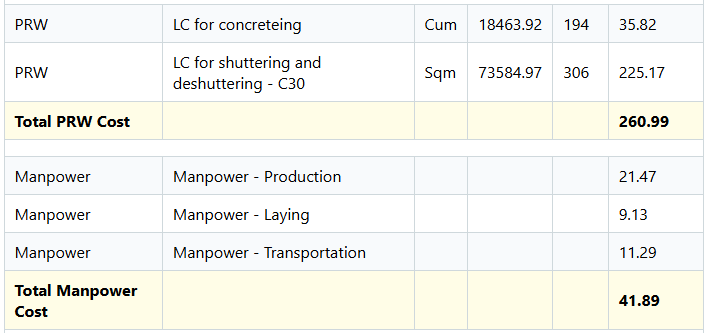 PRW LC for concreteing Cum 18463.92 194 35.82
PRW LC for shuttering and deshuttering - C30 Sqm 73584.97 306 225.17
Total PRW Cost 260.99
Manpower Manpower - Production 21.47
Manpower Manpower - Laying 9.13
Manpower Manpower - Transportation 11.29
Total Manpower Cost 41.89